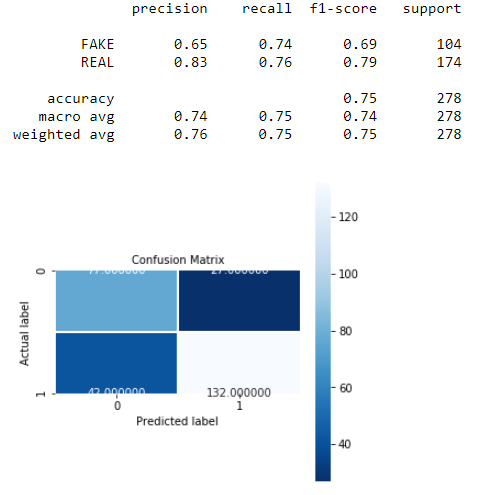 precision recall f1-score support
FAKE 0.65 0.74 0.69 104
REAL 0.83 0.76 0.79 174
accuracy 0.75 278
macro avg 0.74 0.75 0.74 278
weighted avg 0.76 0.75 0.75 278
Confusion Matrix
0 77.000000 27.000000
1 42.000000 132.000000
0 1
Actual label
Predicted label
120
100
80
60
40